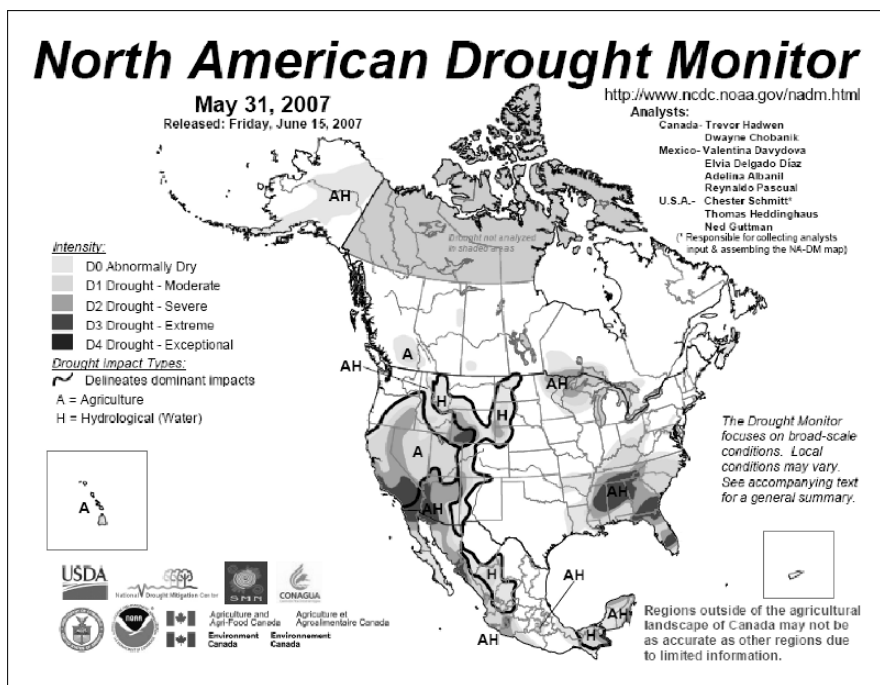 North American Drought Monitor
May 31, 2007
Released: Friday, June 15, 2007
http://www.ncdc.noaa.gov/nadm.html
Analysts:
Canada- Trevor Hadwen
Dwayne Chobanik
Mexico- Valentina Davydova
Elvia Delgado Díaz
Adelina Albanil
Reynaldo Pascual
U.S.A.- Chester Schmitt*
Thomas Heddinghaus
Ned Guttman
(* Responsible for collecting analysts
input & assembling the NA-DM map)
AH
Drought not analyzed
in shaded areas
Intensity:
D0 Abnormally Dry
D1 Drought - Moderate
D2 Drought - Severe
D3 Drought - Extreme
D4 Drought - Exceptional
Drought Impact Types:
Delineates dominant impacts
A = Agriculture
H = Hydrological (Water)
A
AH
AH
H
H
A
AH
AH
The Drought Monitor
focuses on broad-scale
conditions. Local
conditions may vary.
See accompanying text
for a general summary.
A
H
AH
AH
H
AH
USDA
National Drought Mitigation Center
SMN
CONAGUA
NOAA
Agriculture and
Agri-Food Canada
Agriculture et
Agroalimentaire Canada
Environment
Canada
Environnement
Canada
Regions outside of the agricultural
landscape of Canada may not be
as accurate as other regions due
to limited information.